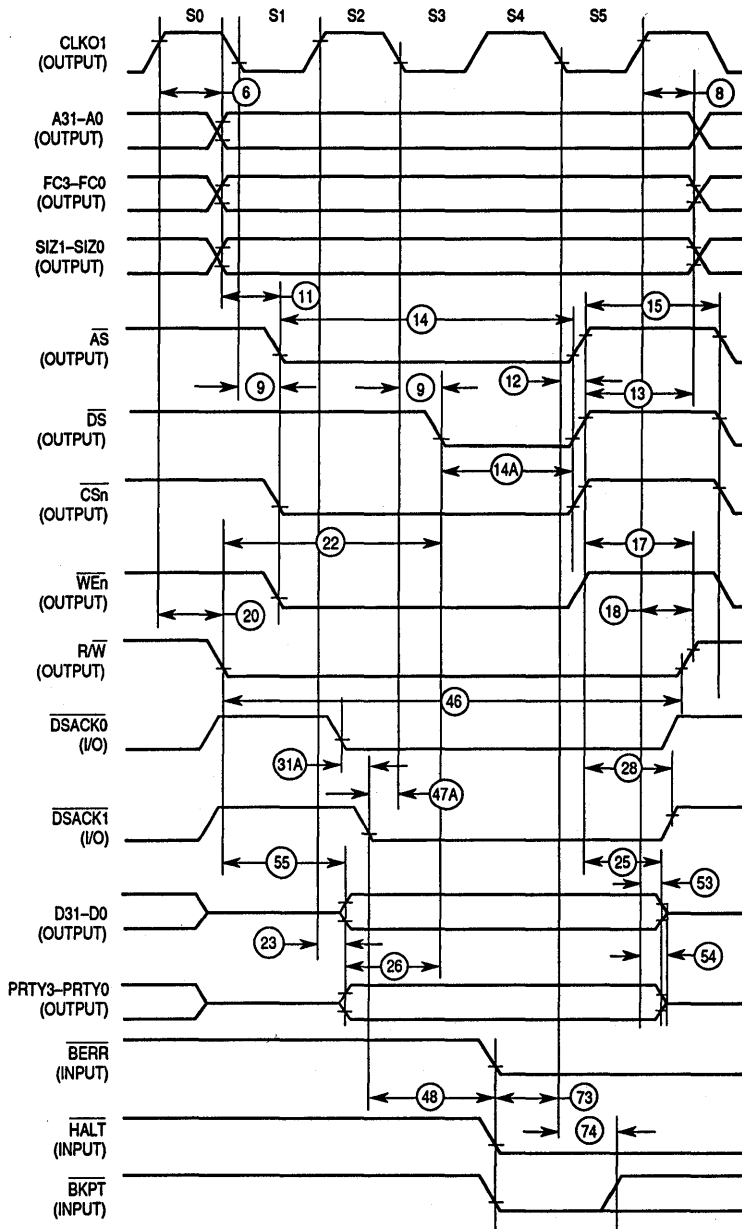 S0 S1 S2 S3 S4 S5
CLKO1
(OUTPUT)
6 8
A31–A0
(OUTPUT)
FC3–FC0
(OUTPUT)
SIZ1–SIZ0
(OUTPUT)
11
14 15
AS
(OUTPUT)
9 9 12
13
DS
(OUTPUT)
14A
CSn
(OUTPUT)
22 17
WEn
(OUTPUT)
20 18
R/W
(OUTPUT)
46
DSACK0
(I/O)
31A 28
47A
DSACK1
(I/O)
55 25
53
D31–D0
(OUTPUT)
23
54
26
PRTY3–PRTY0
(OUTPUT)
BERR
(INPUT)
48 73
HALT
(INPUT)
74
BKPT
(INPUT)